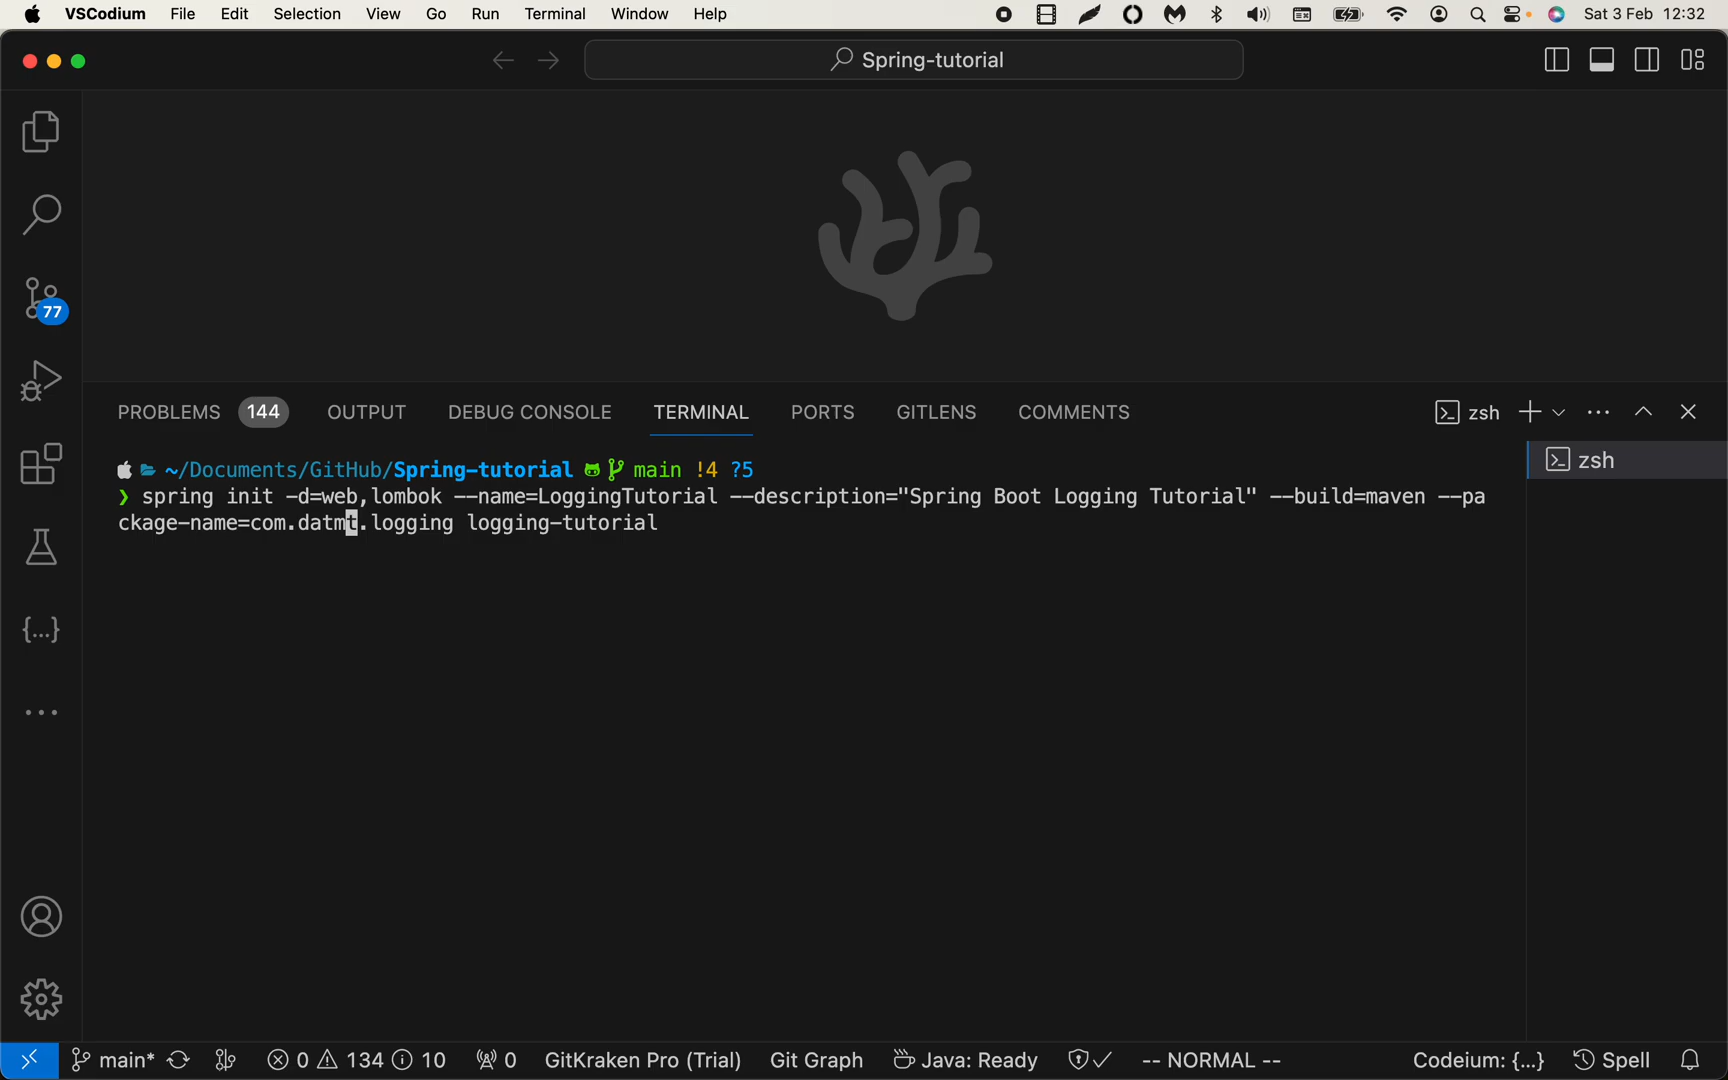 VSCodium File Edit Selection View Go Run Terminal Window Help Sat 3 Feb 12:32
Spring-tutorial
77
PROBLEMS 144 OUTPUT DEBUG CONSOLE TERMINAL PORTS GITLENS COMMENTS zsh
~/Documents/GitHub/Spring-tutorial main !4 ?5
zsh
❯ spring init -d=web,lombok --name=LoggingTutorial --description="Spring Boot Logging Tutorial" --build=maven --pa
ckage-name=com.datmt.logging logging-tutorial
main* 0 134 10 0 GitKraken Pro (Trial) Git Graph Java: Ready -- NORMAL -- Codeium: {...} Spell